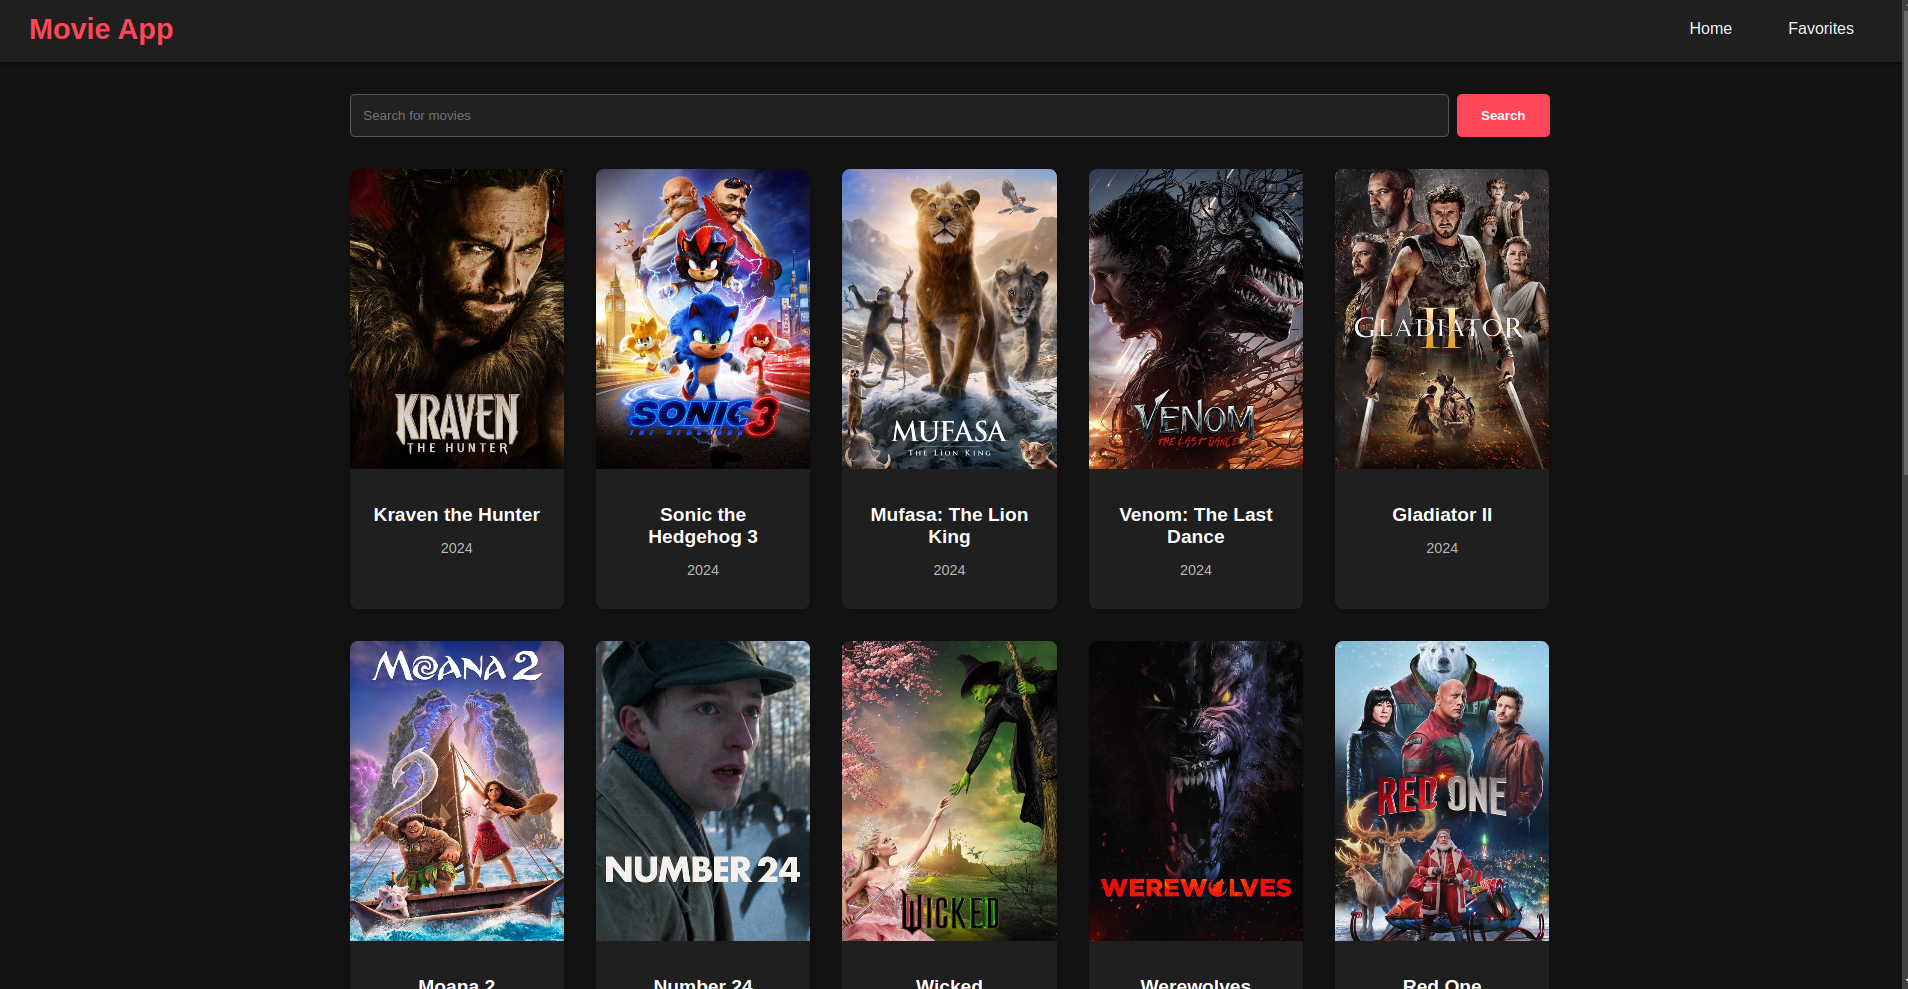 Movie App
Home
Favorites
Search for movies
Search
KRAVEN
THE HUNTER
SONIC 3
THE HEDGEHOG
MUFASA
THE LION KING
VENOM
THE LAST DANCE
GLADIATOR
II
Kraven the Hunter
2024
Sonic the
Hedgehog 3
2024
Mufasa: The Lion
King
2024
Venom: The Last
Dance
2024
Gladiator II
2024
MOANA 2
NUMBER 24
WICKED
WEREWOLVES
RED ONE
Moana 2
Number 24
Wicked
Werewolves
Red One